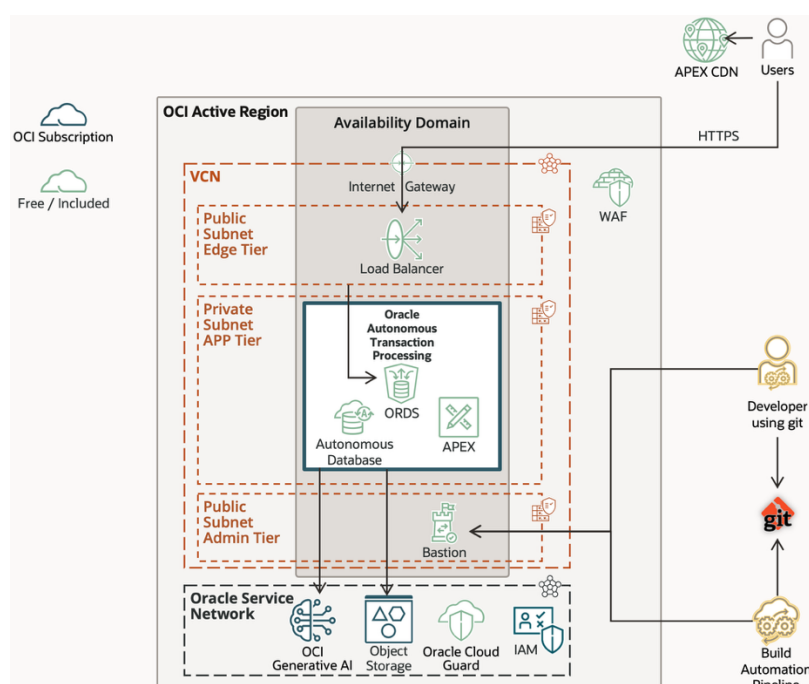 APEX CDN
Users
OCI Subscription
Free / Included
OCI Active Region
Availability Domain
HTTPS
VCN
Internet Gateway
WAF
Public
Subnet
Edge Tier
Load Balancer
Private
Subnet
APP Tier
Oracle
Autonomous
Transaction
Processing
ORDS
A
Autonomous
Database
APEX
Developer
using git
git
Public
Subnet
Admin Tier
Bastion
Oracle Service
Network
OCI
Generative AI
Object
Storage
Oracle Cloud
Guard
IAM
Build
Automation
Pipeline